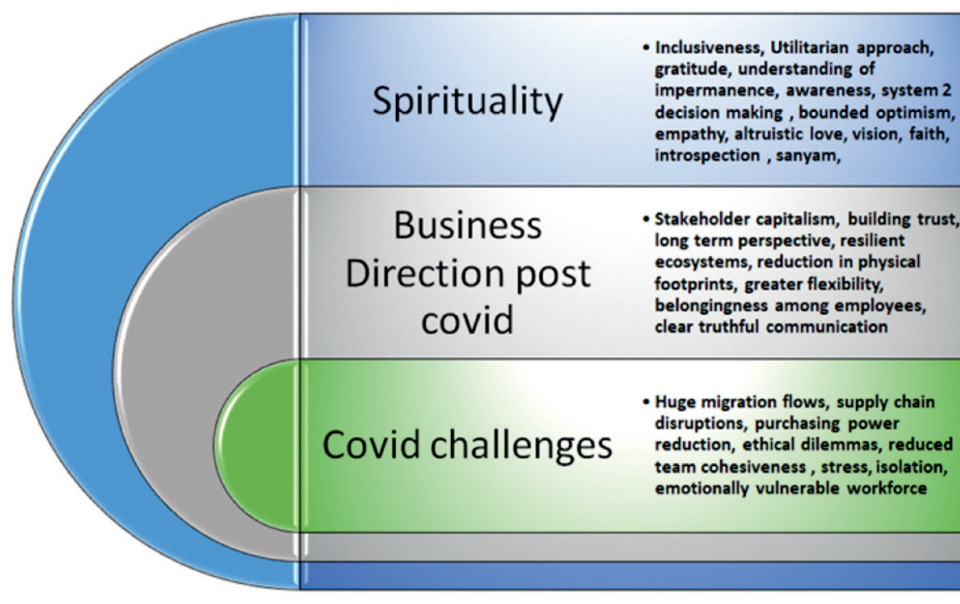 Spirituality
• Inclusiveness, Utilitarian approach,
gratitude, understanding of
impermanence, awareness, system 2
decision making , bounded optimism,
empathy, altruistic love, vision, faith,
introspection , sanyam,
Business
Direction post
covid
• Stakeholder capitalism, building trust,
long term perspective, resilient
ecosystems, reduction in physical
footprints, greater flexibility,
belongingness among employees,
clear truthful communication
Covid challenges
• Huge migration flows, supply chain
disruptions, purchasing power
reduction, ethical dilemmas, reduced
team cohesiveness , stress, isolation,
emotionally vulnerable workforce